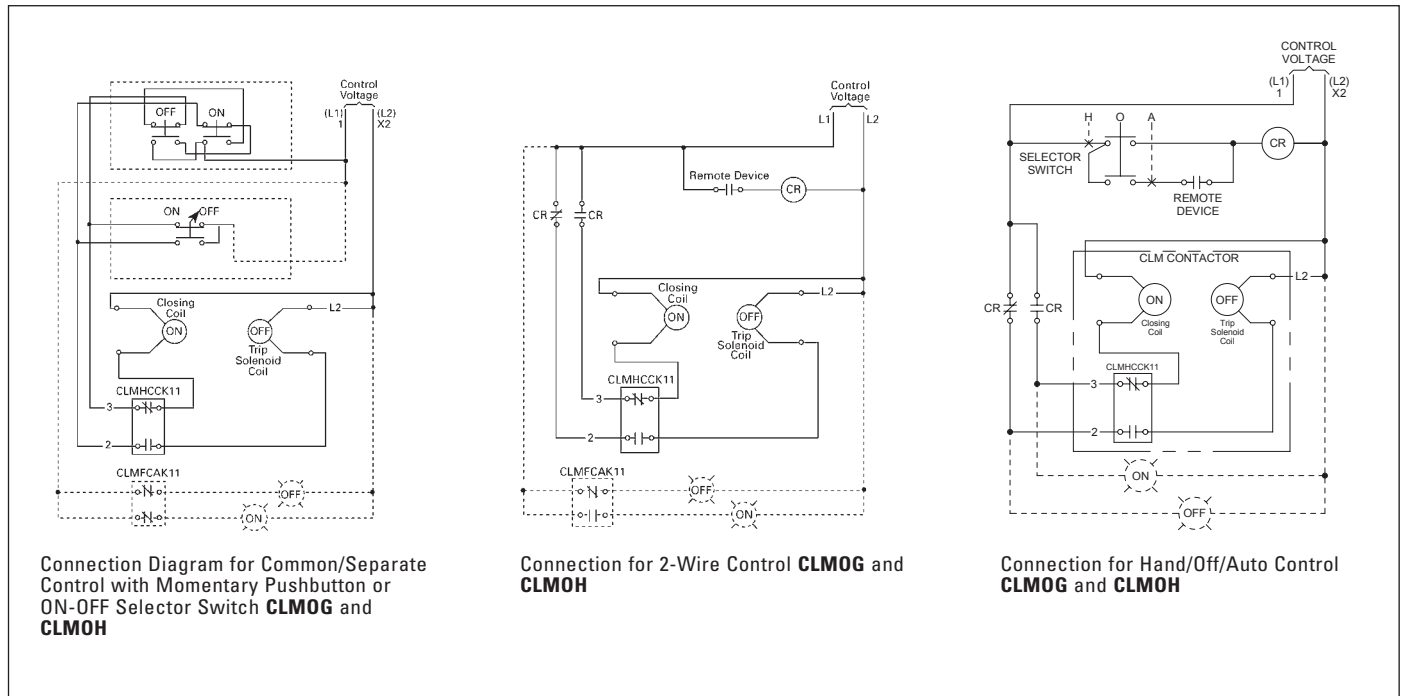 Control
Voltage
(L1) (L2)
1 X2
OFF ON
ON OFF
Closing
Coil
ON
OFF
Trip
Solenoid
Coil
L2
CLMHCCK11
3
2
CLMFCAK11
OFF
ON
Connection Diagram for Common/Separate
Control with Momentary Pushbutton or
ON-OFF Selector Switch CLMOG and
CLMOH
Control
Voltage
L1 L2
Remote Device
CR
CR CR
Closing
Coil
ON
OFF
Trip
Solenoid
Coil
L2
CLMHCCK11
3
2
CLMFCAK11
OFF
ON
Connection for 2-Wire Control CLMOG and
CLMOH
CONTROL
VOLTAGE
(L1) (L2)
1 X2
H O A
CR
SELECTOR
SWITCH
REMOTE
DEVICE
CLM CONTACTOR
L2
CR CR
ON
OFF
Closing
Coil
Trip
Solenoid
Coil
CLMHCCK11
3
2
ON
OFF
Connection for Hand/Off/Auto Control
CLMOG and CLMOH